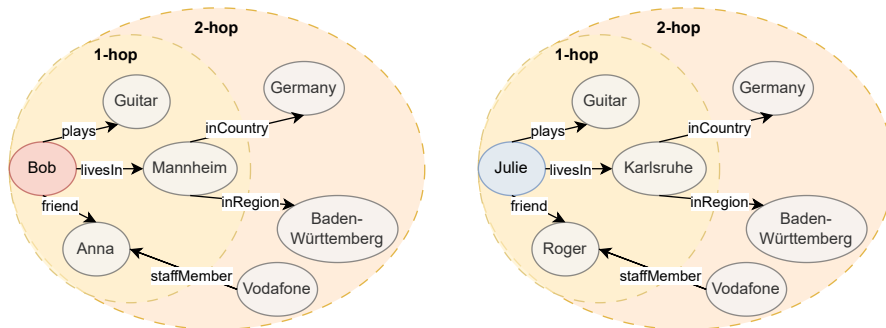 2-hop
1-hop
Germany
Guitar
plays
inCountry
Bob
livesIn
Mannheim
friend
inRegion
Baden-
Württemberg
Anna
staffMember
Vodafone
2-hop
1-hop
Germany
Guitar
plays
inCountry
Julie
livesIn
Karlsruhe
friend
inRegion
Baden-
Württemberg
Roger
staffMember
Vodafone